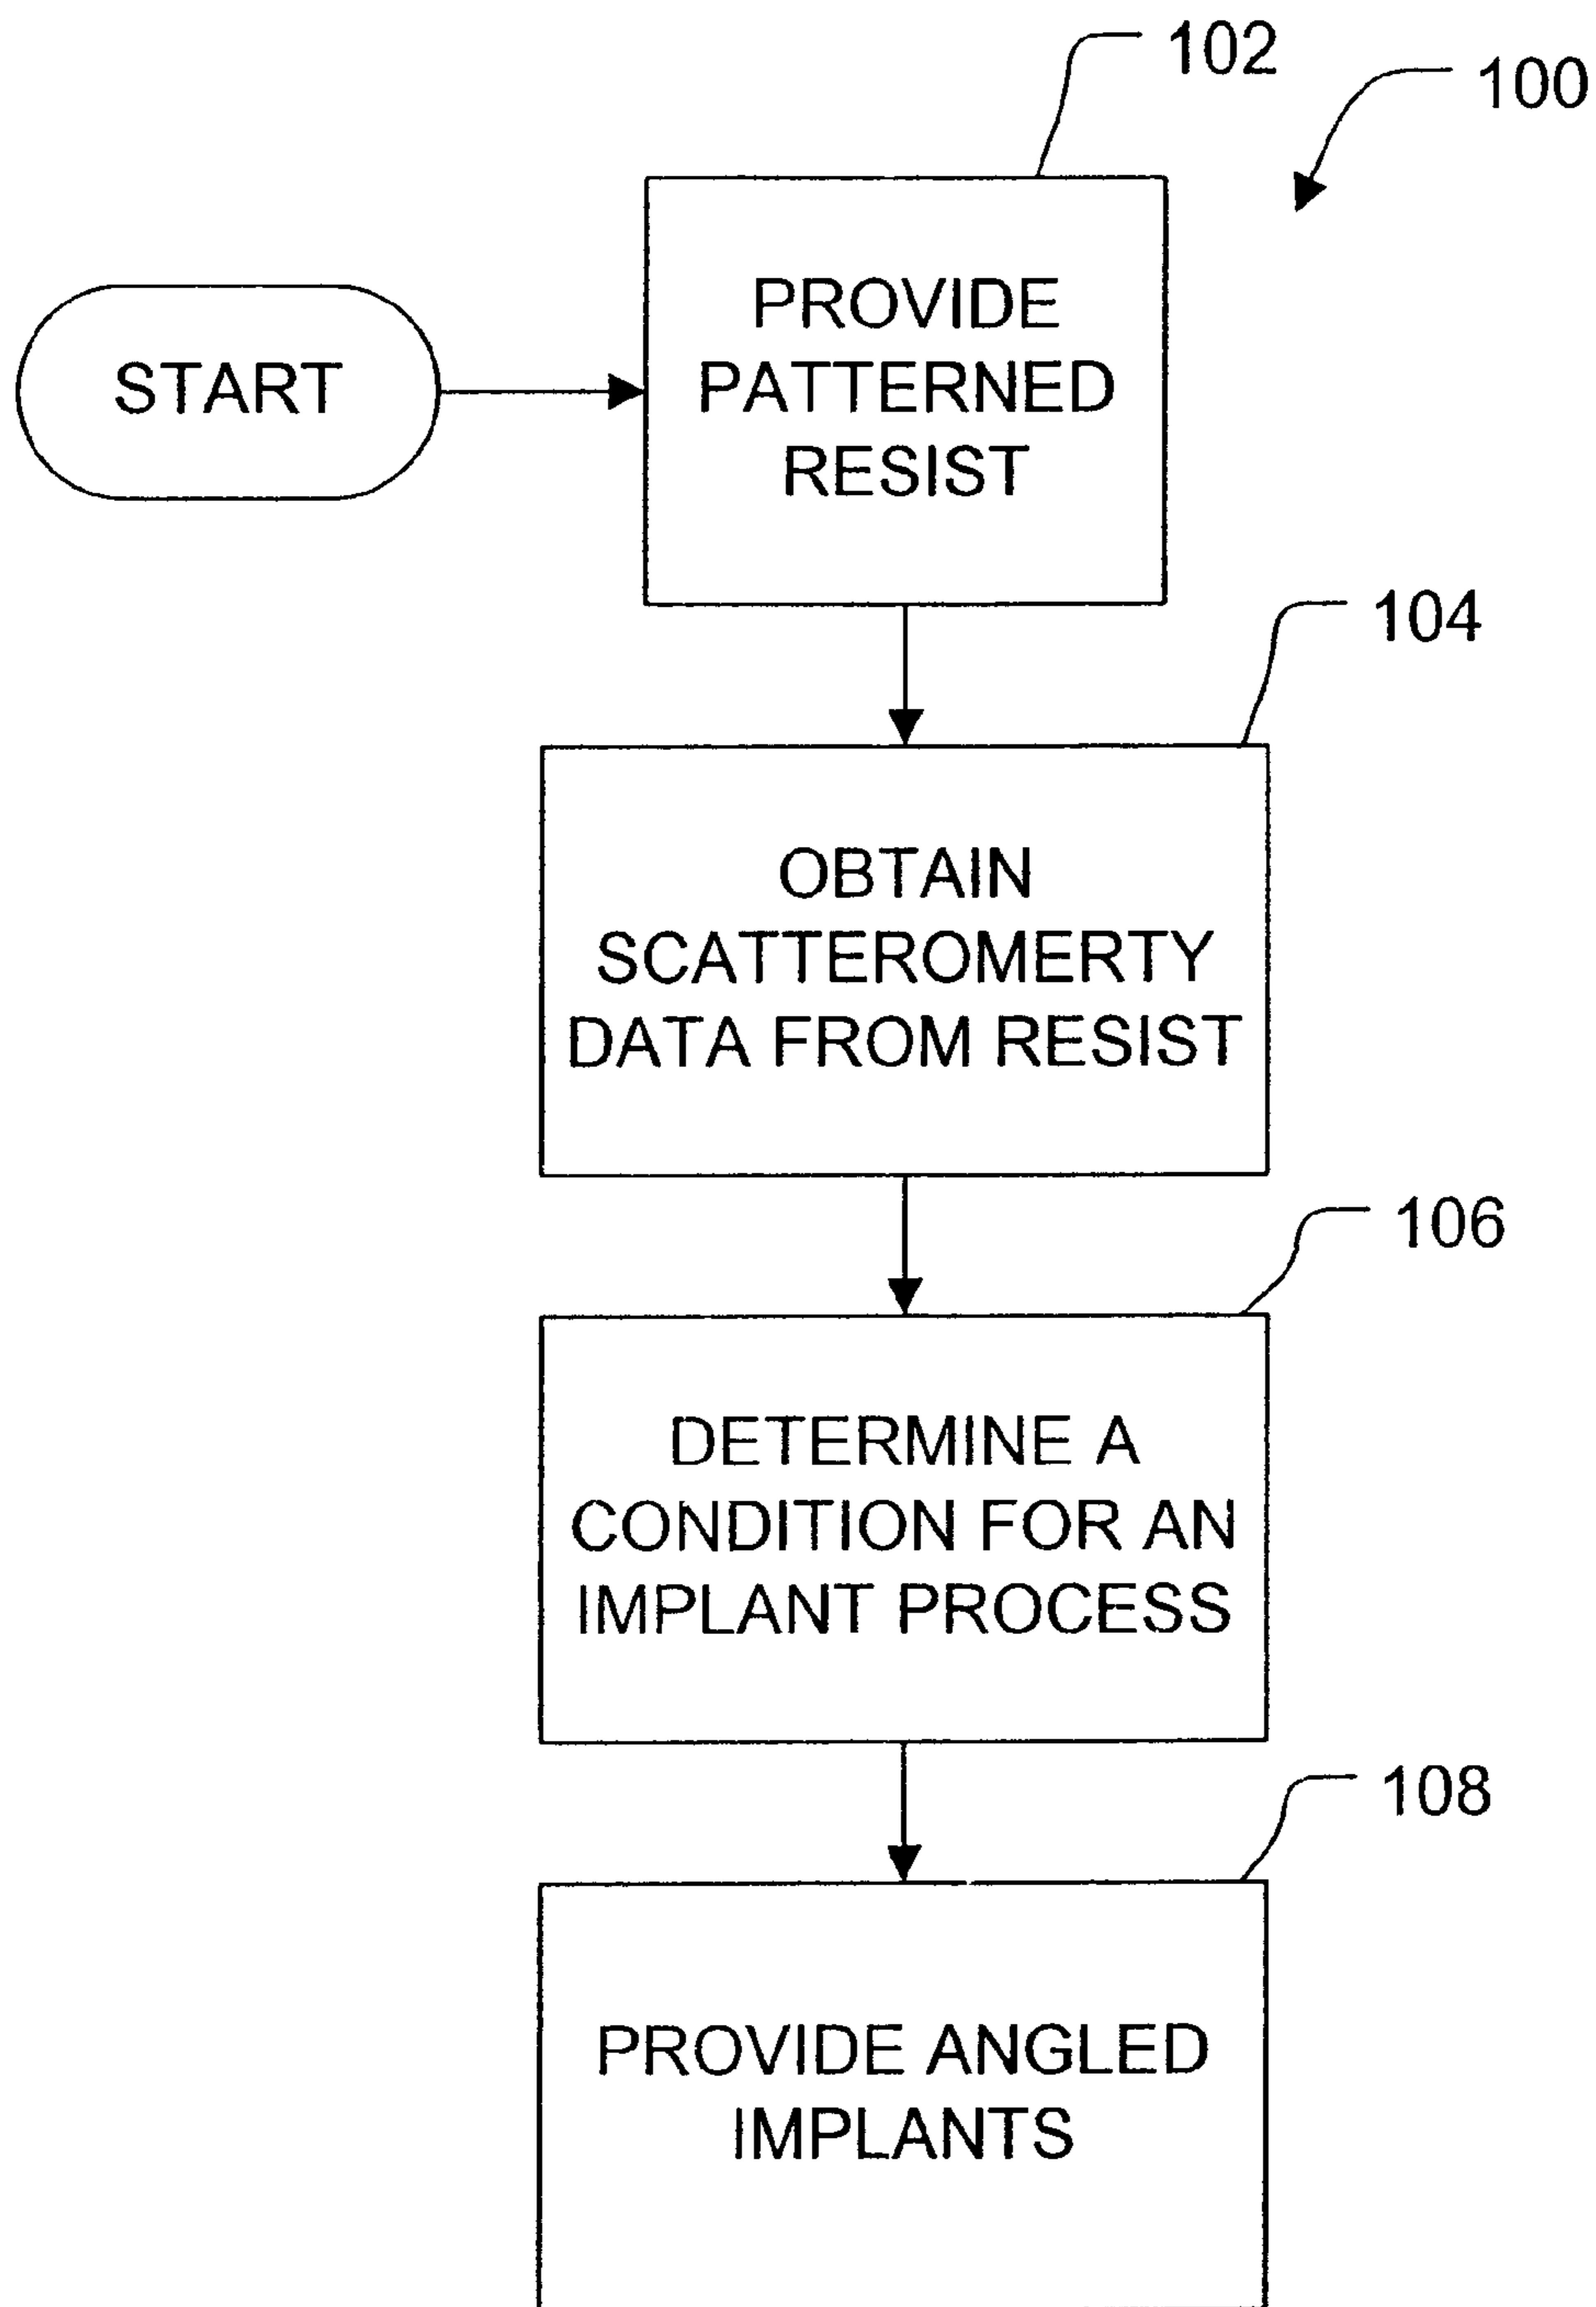 102
100
START
PROVIDE
PATTERNED
RESIST
104
OBTAIN
SCATTEROMERTY
DATA FROM RESIST
106
DETERMINE A
CONDITION FOR AN
IMPLANT PROCESS
108
PROVIDE ANGLED
IMPLANTS